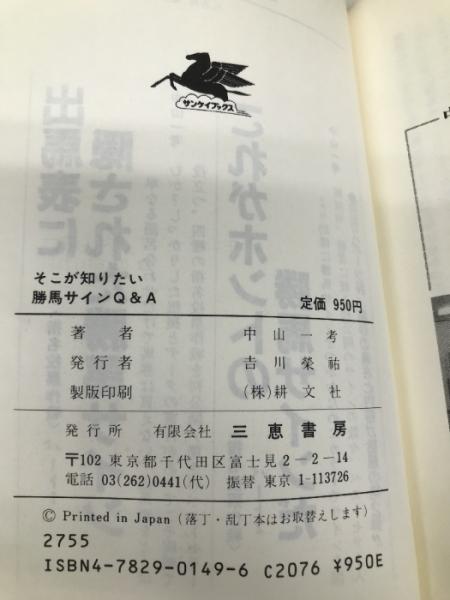 サンケイブックス
そこが知りたい
勝馬サインQ&A
定価 950円
著者 中山一考
発行者 吉川榮祐
製版印刷 (株)耕文社
発行所 有限会社 三恵書房
〒102 東京都千代田区富士見2-2-14
電話 03(262)0441(代) 振替 東京1-113726
© Printed in Japan (落丁・乱丁本はお取替えします)
2755
ISBN4-7829-0149-6 C2076 ¥950E